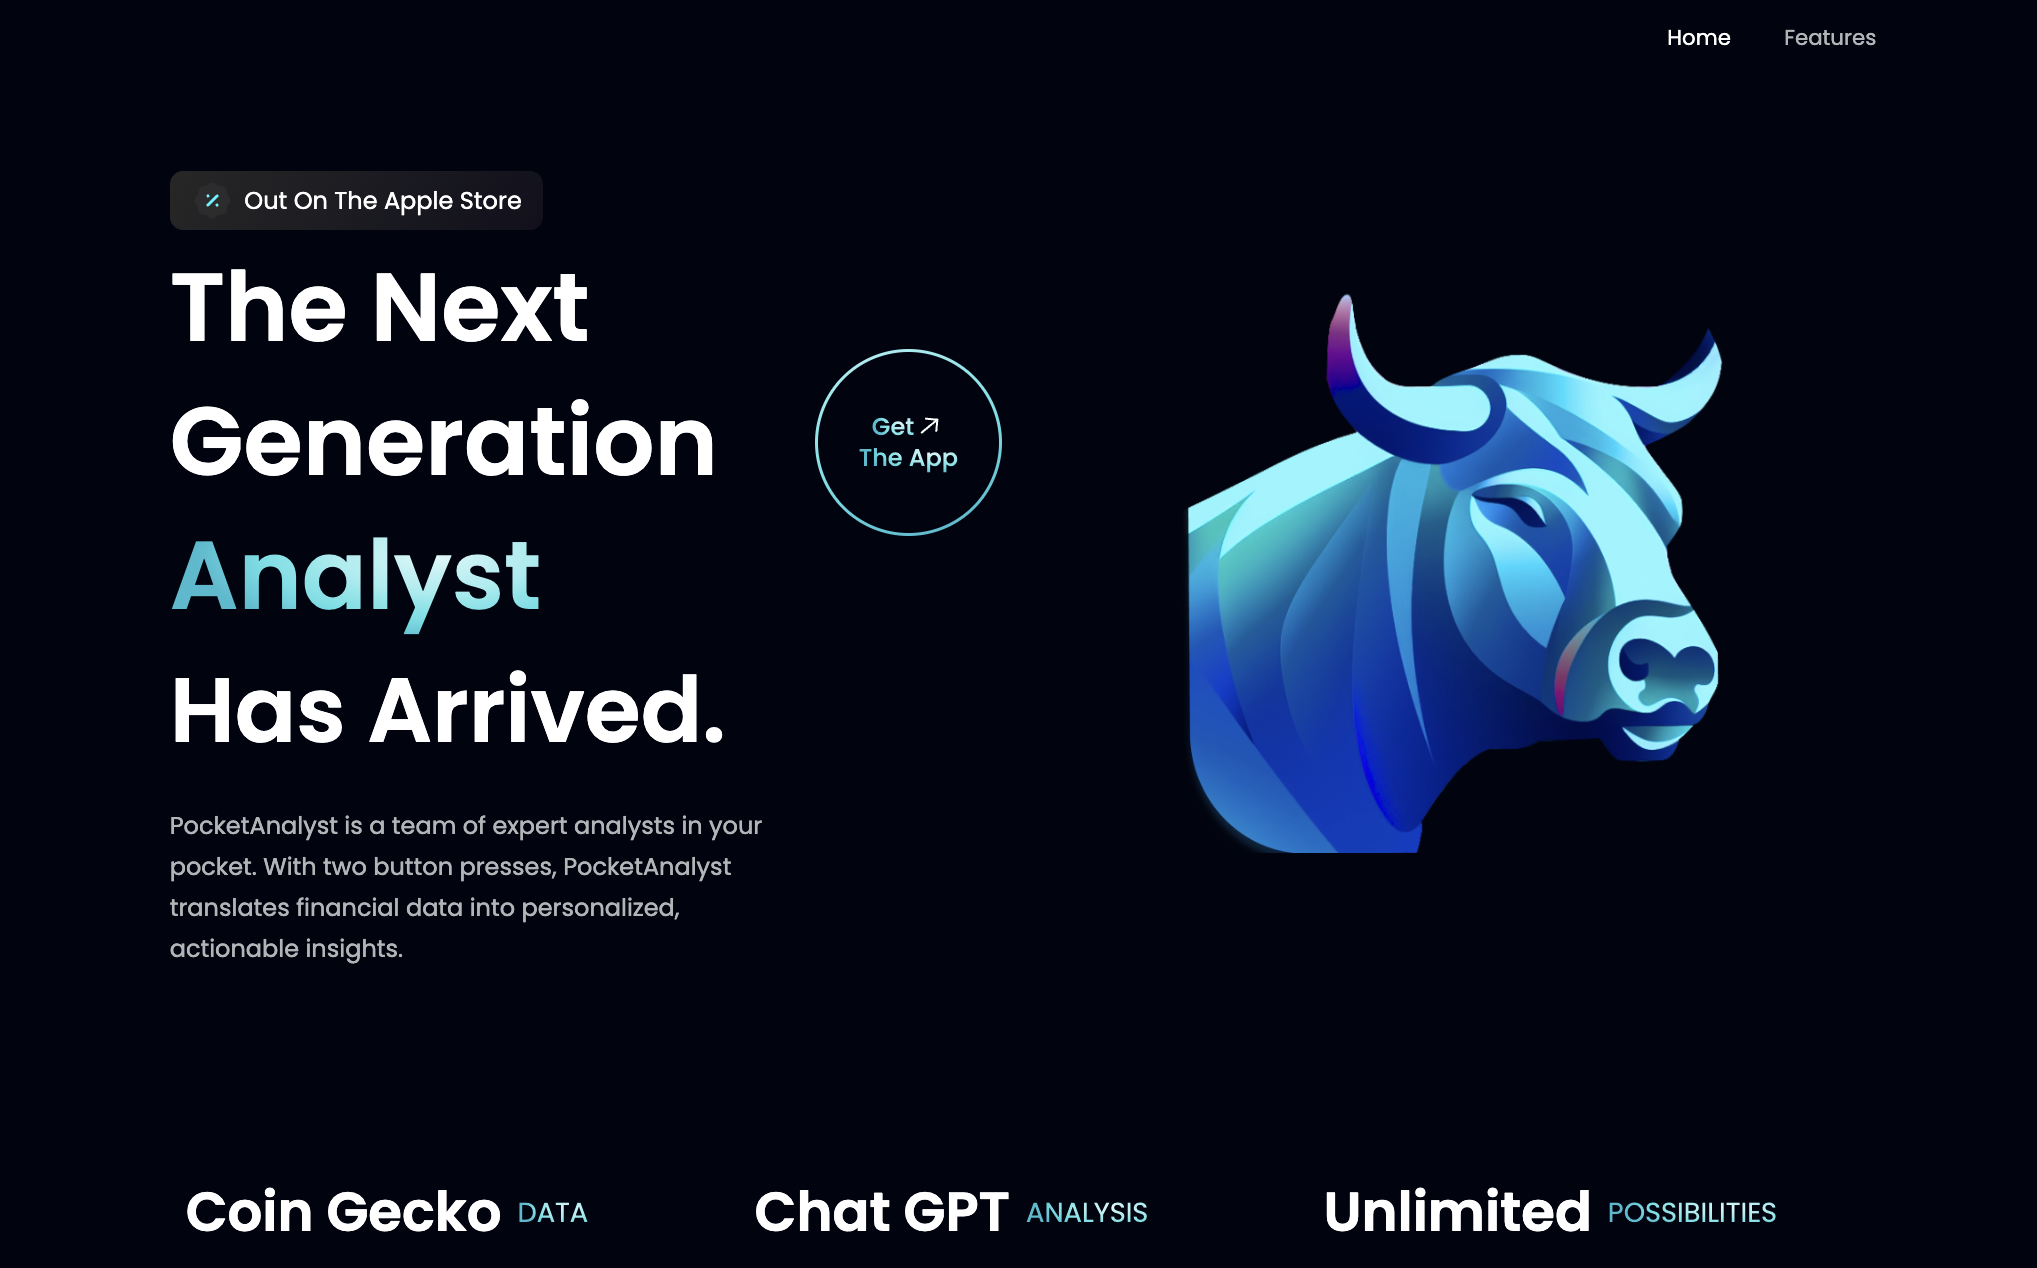 Home Features
Out On The Apple Store
The Next
Generation
Analyst
Has Arrived.
Get
The App
PocketAnalyst is a team of expert analysts in your
pocket. With two button presses, PocketAnalyst
translates financial data into personalized,
actionable insights.
Coin Gecko DATA
Chat GPT ANALYSIS
Unlimited POSSIBILITIES